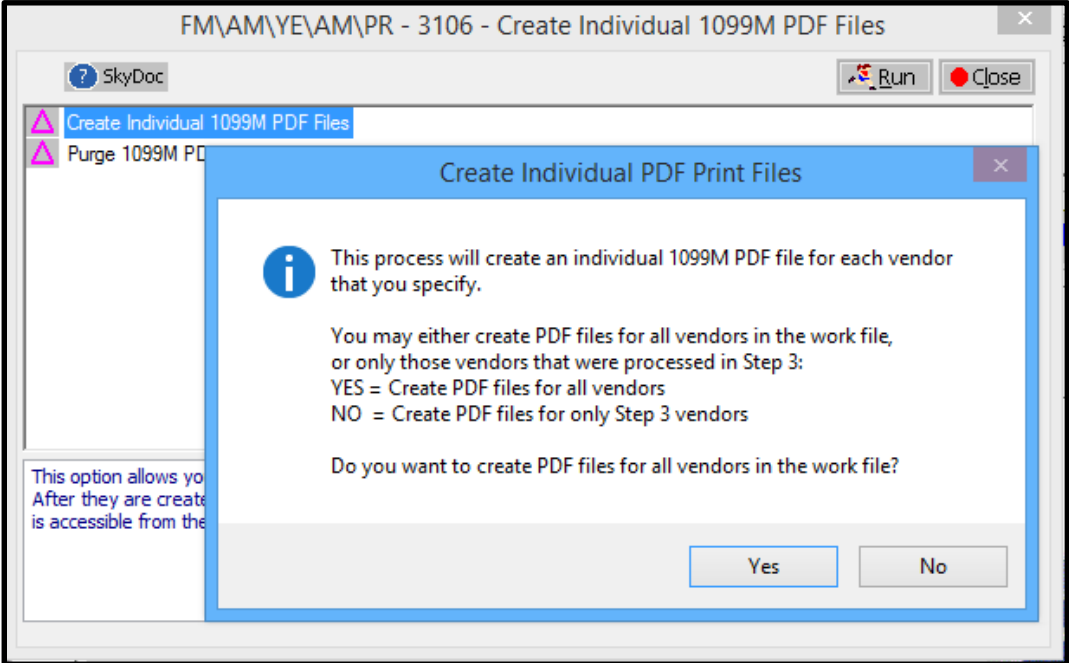 FM\AM\YE\AM\PR - 3106 - Create Individual 1099M PDF Files
SkyDoc
Run
Close
Create Individual 1099M PDF Files
Purge 1099M PD
Create Individual PDF Print Files
This process will create an individual 1099M PDF file for each vendor
that you specify.
You may either create PDF files for all vendors in the work file,
or only those vendors that were processed in Step 3:
YES = Create PDF files for all vendors
NO = Create PDF files for only Step 3 vendors
Do you want to create PDF files for all vendors in the work file?
This option allows yo
After they are create
is accessible from the
Yes
No